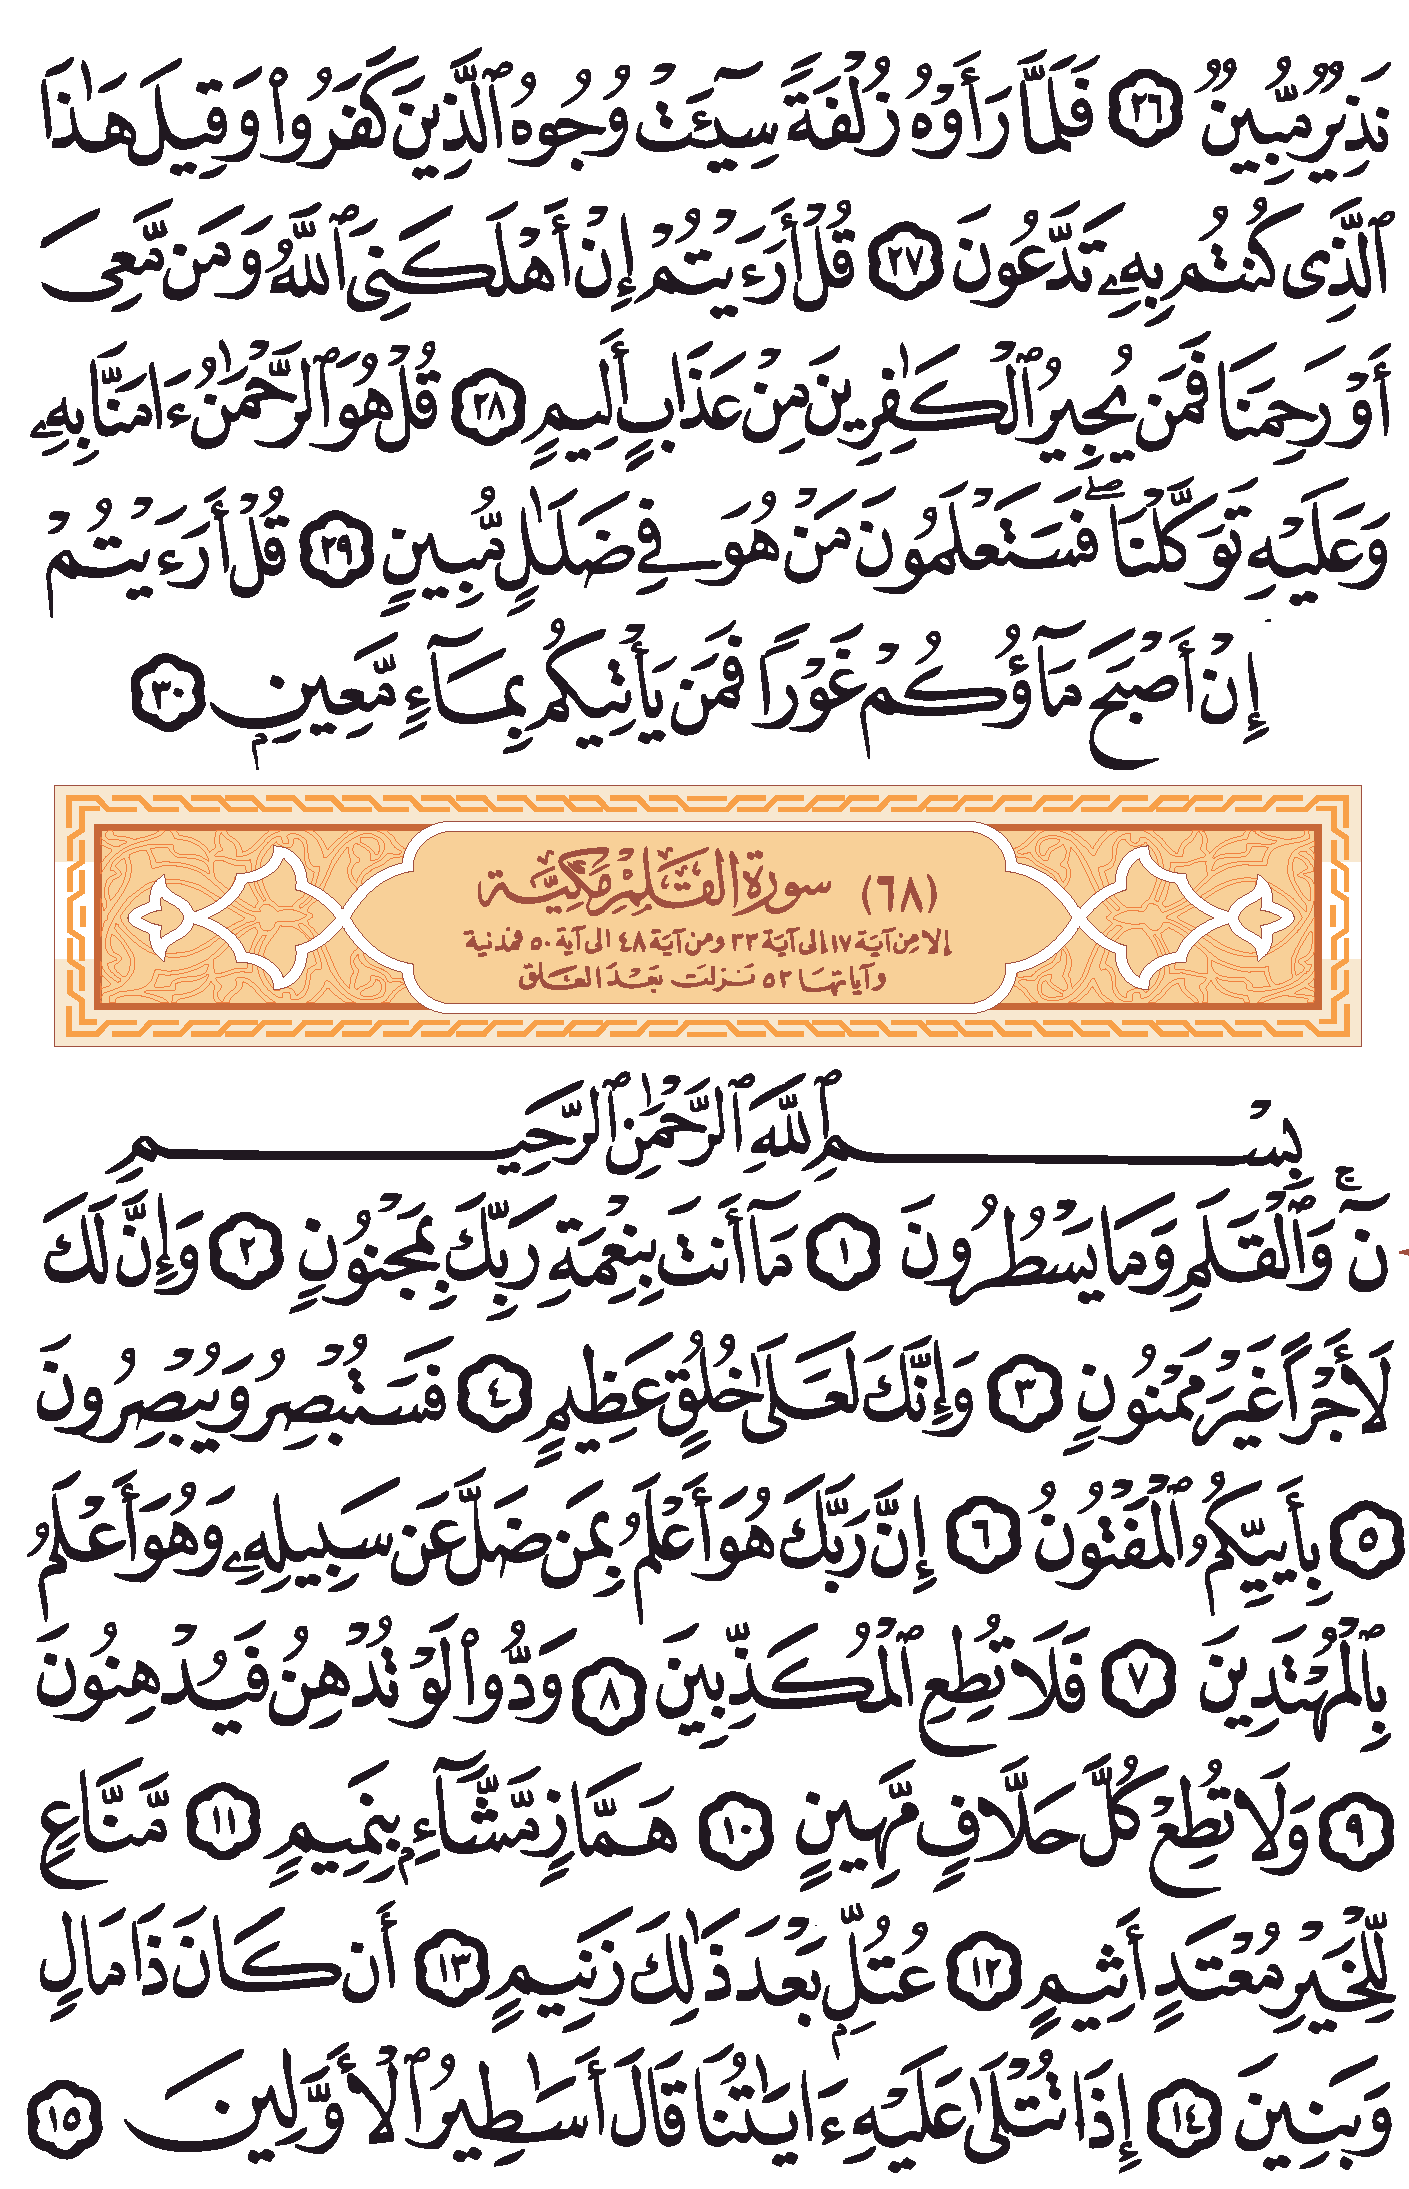 نَذِيرٌ مُّبِينٌ ٢٦ فَلَمَّا رَأَوْهُ زُلْفَةً سِيٓـَٔتْ وُجُوهُ ٱلَّذِينَ كَفَرُوا۟ وَقِيلَ هَـٰذَا
ٱلَّذِى كُنتُم بِهِۦ تَدَّعُونَ ٢٧ قُلْ أَرَءَيْتُمْ إِنْ أَهْلَكَنِىَ ٱللَّهُ وَمَن مَّعِىَ
أَوْ رَحِمَنَا فَمَن يُجِيرُ ٱلْكَـٰفِرِينَ مِنْ عَذَابٍ أَلِيمٍ ٢٨ قُلْ هُوَ ٱلرَّحْمَـٰنُ ءَامَنَّا بِهِۦ
وَعَلَيْهِ تَوَكَّلْنَا ۖ فَسَتَعْلَمُونَ مَنْ هُوَ فِى ضَلَـٰلٍ مُّبِينٍ ٢٩ قُلْ أَرَءَيْتُمْ
إِنْ أَصْبَحَ مَآؤُكُمْ غَوْرًا فَمَن يَأْتِيكُم بِمَآءٍ مَّعِينٍۭ ٣٠
(٦٨) سورة القلم مكية
إلا من آية ١٧ إلى آية ٣٣ ومن آية ٤٨ الى آية ٥٠ فمدنية
وآياتها ٥٢ نزلت بعد العلق
بِسْمِ ٱللَّهِ ٱلرَّحْمَـٰنِ ٱلرَّحِيمِ
نٓ ۚ وَٱلْقَلَمِ وَمَا يَسْطُرُونَ ١ مَآ أَنتَ بِنِعْمَةِ رَبِّكَ بِمَجْنُونٍ ٢ وَإِنَّ لَكَ
لَأَجْرًا غَيْرَ مَمْنُونٍ ٣ وَإِنَّكَ لَعَلَىٰ خُلُقٍ عَظِيمٍ ٤ فَسَتُبْصِرُ وَيُبْصِرُونَ
٥ بِأَييِّكُمُ ٱلْمَفْتُونُ ٦ إِنَّ رَبَّكَ هُوَ أَعْلَمُ بِمَن ضَلَّ عَن سَبِيلِهِۦ وَهُوَ أَعْلَمُ
بِٱلْمُهْتَدِينَ ٧ فَلَا تُطِعِ ٱلْمُكَذِّبِينَ ٨ وَدُّوا۟ لَوْ تُدْهِنُ فَيُدْهِنُونَ
٩ وَلَا تُطِعْ كُلَّ حَلَّافٍ مَّهِينٍ ١٠ هَمَّازٍ مَّشَّآءٍۭ بِنَمِيمٍ ١١ مَّنَّاعٍ
لِّلْخَيْرِ مُعْتَدٍ أَثِيمٍ ١٢ عُتُلٍّۭ بَعْدَ ذَٰلِكَ زَنِيمٍ ١٣ أَن كَانَ ذَا مَالٍ
وَبَنِينَ ١٤ إِذَا تُتْلَىٰ عَلَيْهِ ءَايَـٰتُنَا قَالَ أَسَـٰطِيرُ ٱلْأَوَّلِينَ ١٥